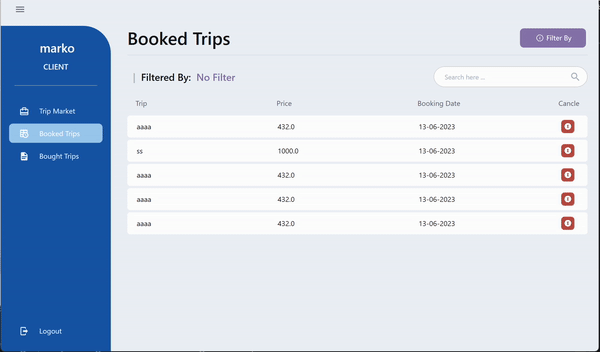 marko
CLIENT
Trip Market
Booked Trips
Bought Trips
Logout
Booked Trips
Filter By
Filtered By: No Filter
Search here ...
Trip Price Booking Date Cancle
aaaa 432.0 13-06-2023
ss 1000.0 13-06-2023
aaaa 432.0 13-06-2023
aaaa 432.0 13-06-2023
aaaa 432.0 13-06-2023